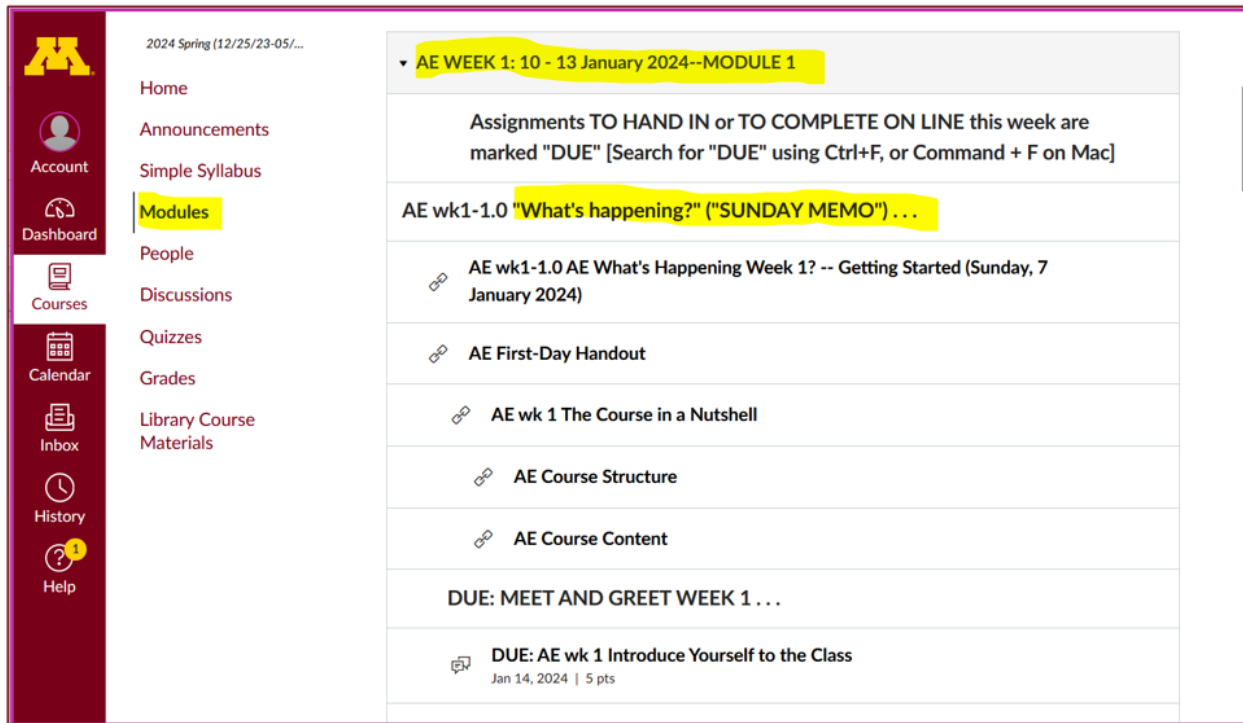 Account
Dashboard
Courses
Calendar
Inbox
History
1
Help
2024 Spring (12/25/23-05/...
Home
Announcements
Simple Syllabus
Modules
People
Discussions
Quizzes
Grades
Library Course
Materials
AE WEEK 1: 10 - 13 January 2024--MODULE 1
Assignments TO HAND IN or TO COMPLETE ON LINE this week are
marked "DUE" [Search for "DUE" using Ctrl+F, or Command + F on Mac]
AE wk1-1.0 "What's happening?" ("SUNDAY MEMO") . . .
AE wk1-1.0 AE What's Happening Week 1? -- Getting Started (Sunday, 7
January 2024)
AE First-Day Handout
AE wk 1 The Course in a Nutshell
AE Course Structure
AE Course Content
DUE: MEET AND GREET WEEK 1 . . .
DUE: AE wk 1 Introduce Yourself to the Class
Jan 14, 2024 | 5 pts